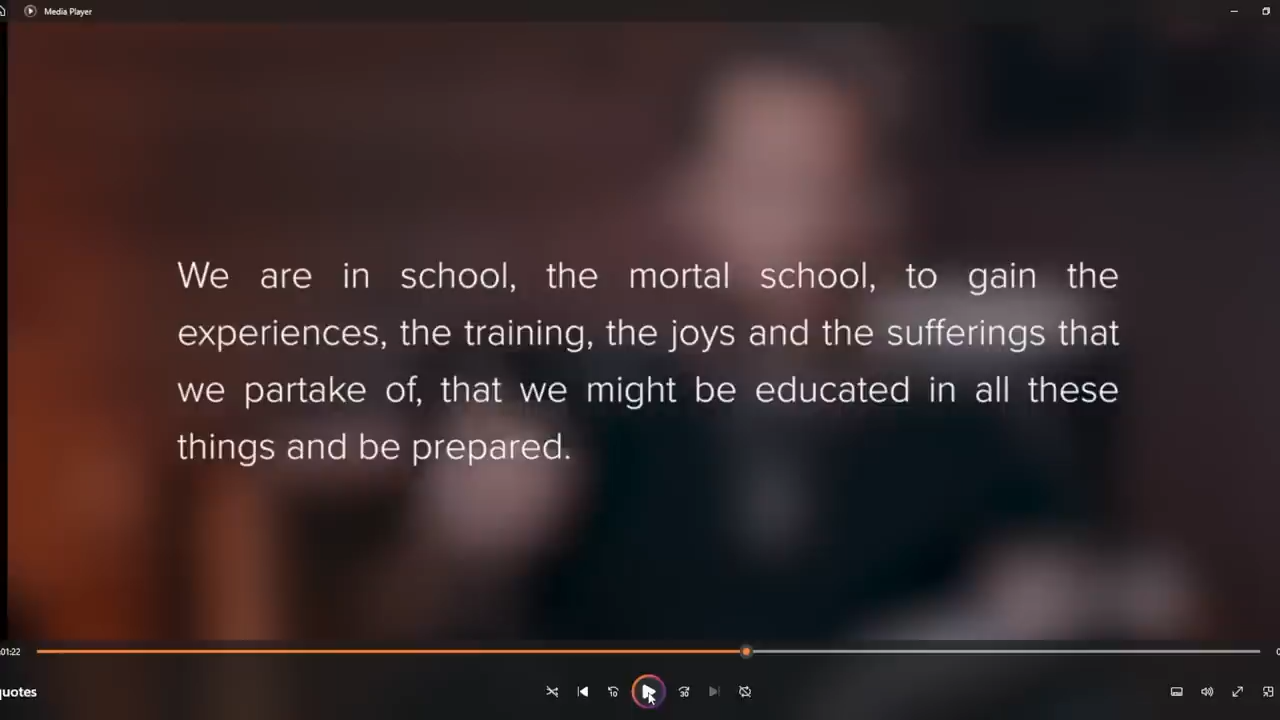 Media Player
We are in school, the mortal school, to gain the
experiences, the training, the joys and the sufferings that
we partake of, that we might be educated in all these
things and be prepared.
01:22
quotes
10
30